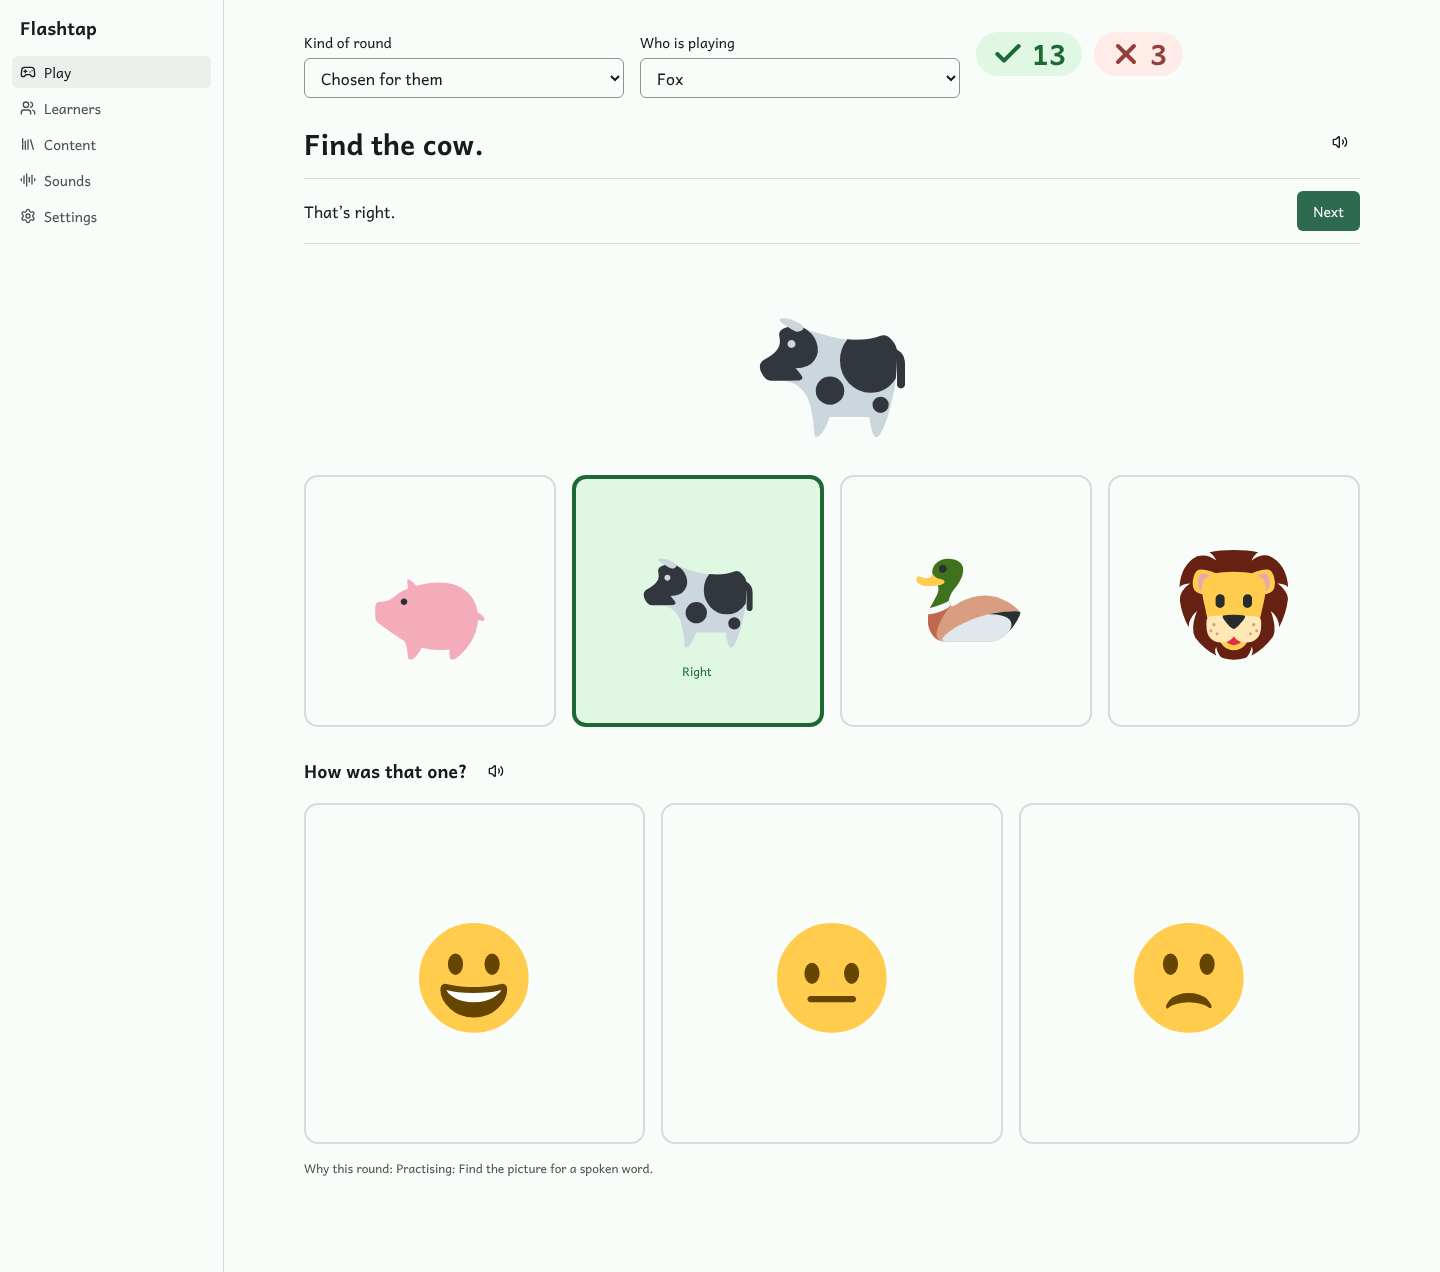 Flashtap
Play
Learners
Content
Sounds
Settings
Kind of round
Chosen for them
Who is playing
Fox
13
3
Find the cow.
That's right.
Next
Right
How was that one?
Why this round: Practising: Find the picture for a spoken word.